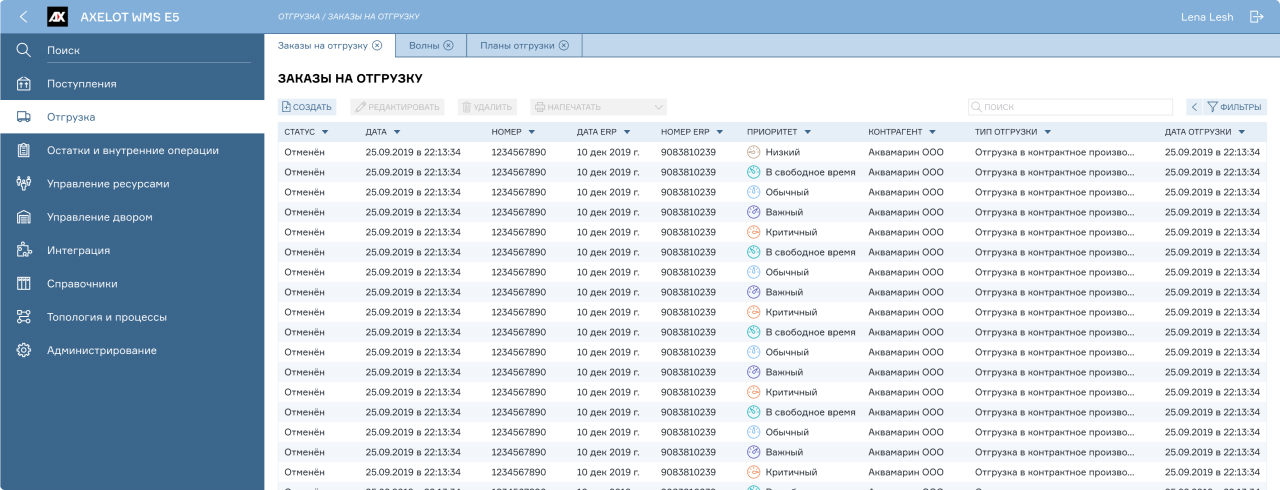 AXELOT WMS E5
ОТГРУЗКА / ЗАКАЗЫ НА ОТГРУЗКУ
Lena Lesh
Поиск
Поступления
Отгрузка
Остатки и внутренние операции
Управление ресурсами
Управление двором
Интеграция
Справочники
Топология и процессы
Администрирование
Заказы на отгрузку Волны Планы отгрузки
ЗАКАЗЫ НА ОТГРУЗКУ
СОЗДАТЬ РЕДАКТИРОВАТЬ УДАЛИТЬ НАПЕЧАТАТЬ ПОИСК ФИЛЬТРЫ
СТАТУС ДАТА НОМЕР ДАТА ERP НОМЕР ERP ПРИОРИТЕТ КОНТРАГЕНТ ТИП ОТГРУЗКИ ДАТА ОТГРУЗКИ
Отменён 25.09.2019 в 22:13:34 1234567890 10 дек 2019 г. 9083810239 Низкий Аквамарин ООО Отгрузка в контрактное произво... 25.09.2019 в 22:13:34
Отменён 25.09.2019 в 22:13:34 1234567890 10 дек 2019 г. 9083810239 В свободное время Аквамарин ООО Отгрузка в контрактное произво... 25.09.2019 в 22:13:34
Отменён 25.09.2019 в 22:13:34 1234567890 10 дек 2019 г. 9083810239 Обычный Аквамарин ООО Отгрузка в контрактное произво... 25.09.2019 в 22:13:34
Отменён 25.09.2019 в 22:13:34 1234567890 10 дек 2019 г. 9083810239 Важный Аквамарин ООО Отгрузка в контрактное произво... 25.09.2019 в 22:13:34
Отменён 25.09.2019 в 22:13:34 1234567890 10 дек 2019 г. 9083810239 Критичный Аквамарин ООО Отгрузка в контрактное произво... 25.09.2019 в 22:13:34
Отменён 25.09.2019 в 22:13:34 1234567890 10 дек 2019 г. 9083810239 В свободное время Аквамарин ООО Отгрузка в контрактное произво... 25.09.2019 в 22:13:34
Отменён 25.09.2019 в 22:13:34 1234567890 10 дек 2019 г. 9083810239 Обычный Аквамарин ООО Отгрузка в контрактное произво... 25.09.2019 в 22:13:34
Отменён 25.09.2019 в 22:13:34 1234567890 10 дек 2019 г. 9083810239 Важный Аквамарин ООО Отгрузка в контрактное произво... 25.09.2019 в 22:13:34
Отменён 25.09.2019 в 22:13:34 1234567890 10 дек 2019 г. 9083810239 Критичный Аквамарин ООО Отгрузка в контрактное произво... 25.09.2019 в 22:13:34
Отменён 25.09.2019 в 22:13:34 1234567890 10 дек 2019 г. 9083810239 В свободное время Аквамарин ООО Отгрузка в контрактное произво... 25.09.2019 в 22:13:34
Отменён 25.09.2019 в 22:13:34 1234567890 10 дек 2019 г. 9083810239 Обычный Аквамарин ООО Отгрузка в контрактное произво... 25.09.2019 в 22:13:34
Отменён 25.09.2019 в 22:13:34 1234567890 10 дек 2019 г. 9083810239 Важный Аквамарин ООО Отгрузка в контрактное произво... 25.09.2019 в 22:13:34
Отменён 25.09.2019 в 22:13:34 1234567890 10 дек 2019 г. 9083810239 Критичный Аквамарин ООО Отгрузка в контрактное произво... 25.09.2019 в 22:13:34
Отменён 25.09.2019 в 22:13:34 1234567890 10 дек 2019 г. 9083810239 В свободное время Аквамарин ООО Отгрузка в контрактное произво... 25.09.2019 в 22:13:34
Отменён 25.09.2019 в 22:13:34 1234567890 10 дек 2019 г. 9083810239 Обычный Аквамарин ООО Отгрузка в контрактное произво... 25.09.2019 в 22:13:34
Отменён 25.09.2019 в 22:13:34 1234567890 10 дек 2019 г. 9083810239 Важный Аквамарин ООО Отгрузка в контрактное произво... 25.09.2019 в 22:13:34
Отменён 25.09.2019 в 22:13:34 1234567890 10 дек 2019 г. 9083810239 Критичный Аквамарин ООО Отгрузка в контрактное произво... 25.09.2019 в 22:13:34